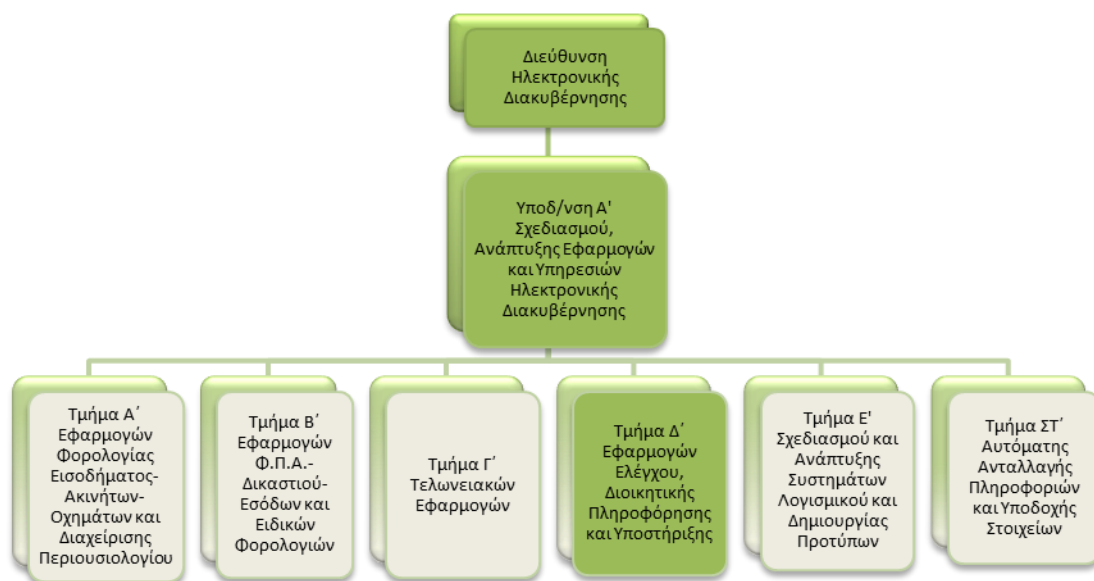 Διεύθυνση
Ηλεκτρονικής
Διακυβέρνησης
Υποδ/νση Α'
Σχεδιασμού,
Ανάπτυξης Εφαρμογών
και Υπηρεσιών
Ηλεκτρονικής
Διακυβέρνησης
Τμήμα Α΄
Εφαρμογών
Φορολογίας
Εισοδήματος-
Ακινήτων-
Οχημάτων και
Διαχείρισης
Περιουσιολογίου
Τμήμα Β΄
Εφαρμογών
Φ.Π.Α.-
Δικαστιού-
Εσόδων και
Ειδικών
Φορολογιών
Τμήμα Γ΄
Τελωνειακών
Εφαρμογών
Τμήμα Δ΄
Εφαρμογών
Ελέγχου,
Διοικητικής
Πληροφόρησης
και Υποστήριξης
Τμήμα Ε'
Σχεδιασμού και
Ανάπτυξης
Συστημάτων
Λογισμικού και
Δημιουργίας
Προτύπων
Τμήμα ΣΤ΄
Αυτόματης
Ανταλλαγής
Πληροφοριών
και Υποδοχής
Στοιχείων